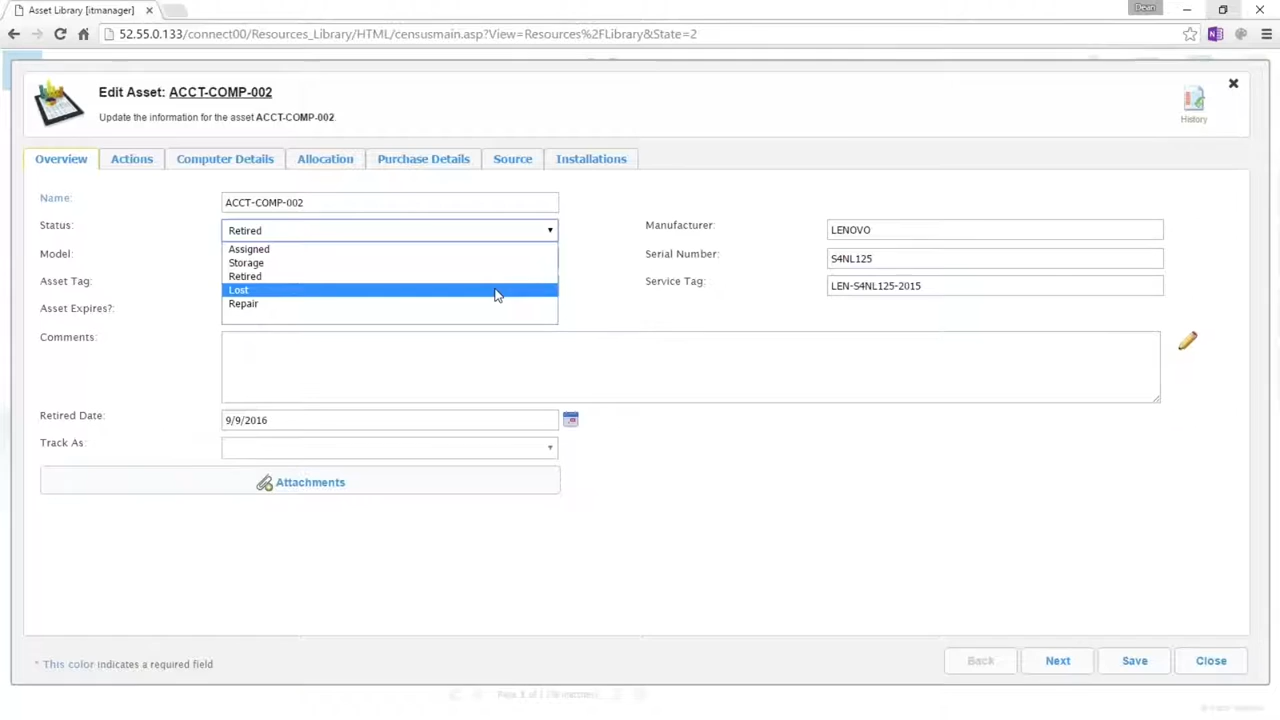 Asset Library [itmanager]
Dean
52.55.0.133/connect00/Resources_Library/HTML/censusmain.asp?View=Resources%2FLibrary&State=2
Edit Asset: ACCT-COMP-002
Update the information for the asset ACCT-COMP-002.
History
Overview Actions Computer Details Allocation Purchase Details Source Installations
Name: ACCT-COMP-002
Status: Retired Manufacturer: LENOVO
Assigned
Model: Storage Serial Number: S4NL125
Retired
Asset Tag: Lost Service Tag: LEN-S4NL125-2015
Asset Expires?: Repair
Comments:
Retired Date: 9/9/2016
Track As:
Attachments
* This color indicates a required field
Back Next Save Close